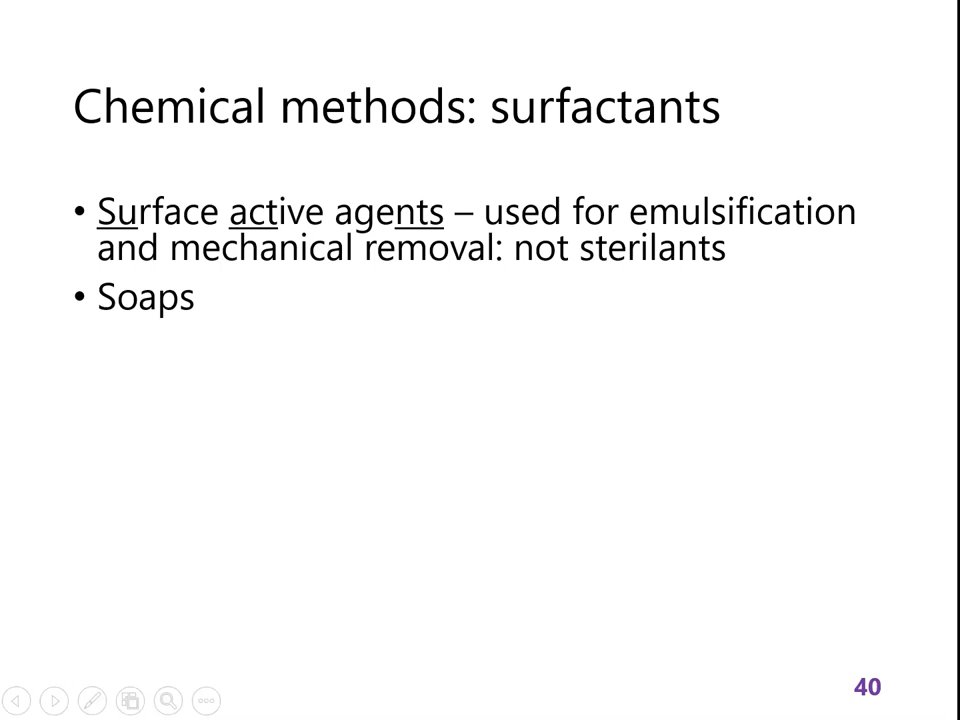 Chemical methods: surfactants
• Surface active agents – used for emulsification
and mechanical removal: not sterilants
• Soaps
40